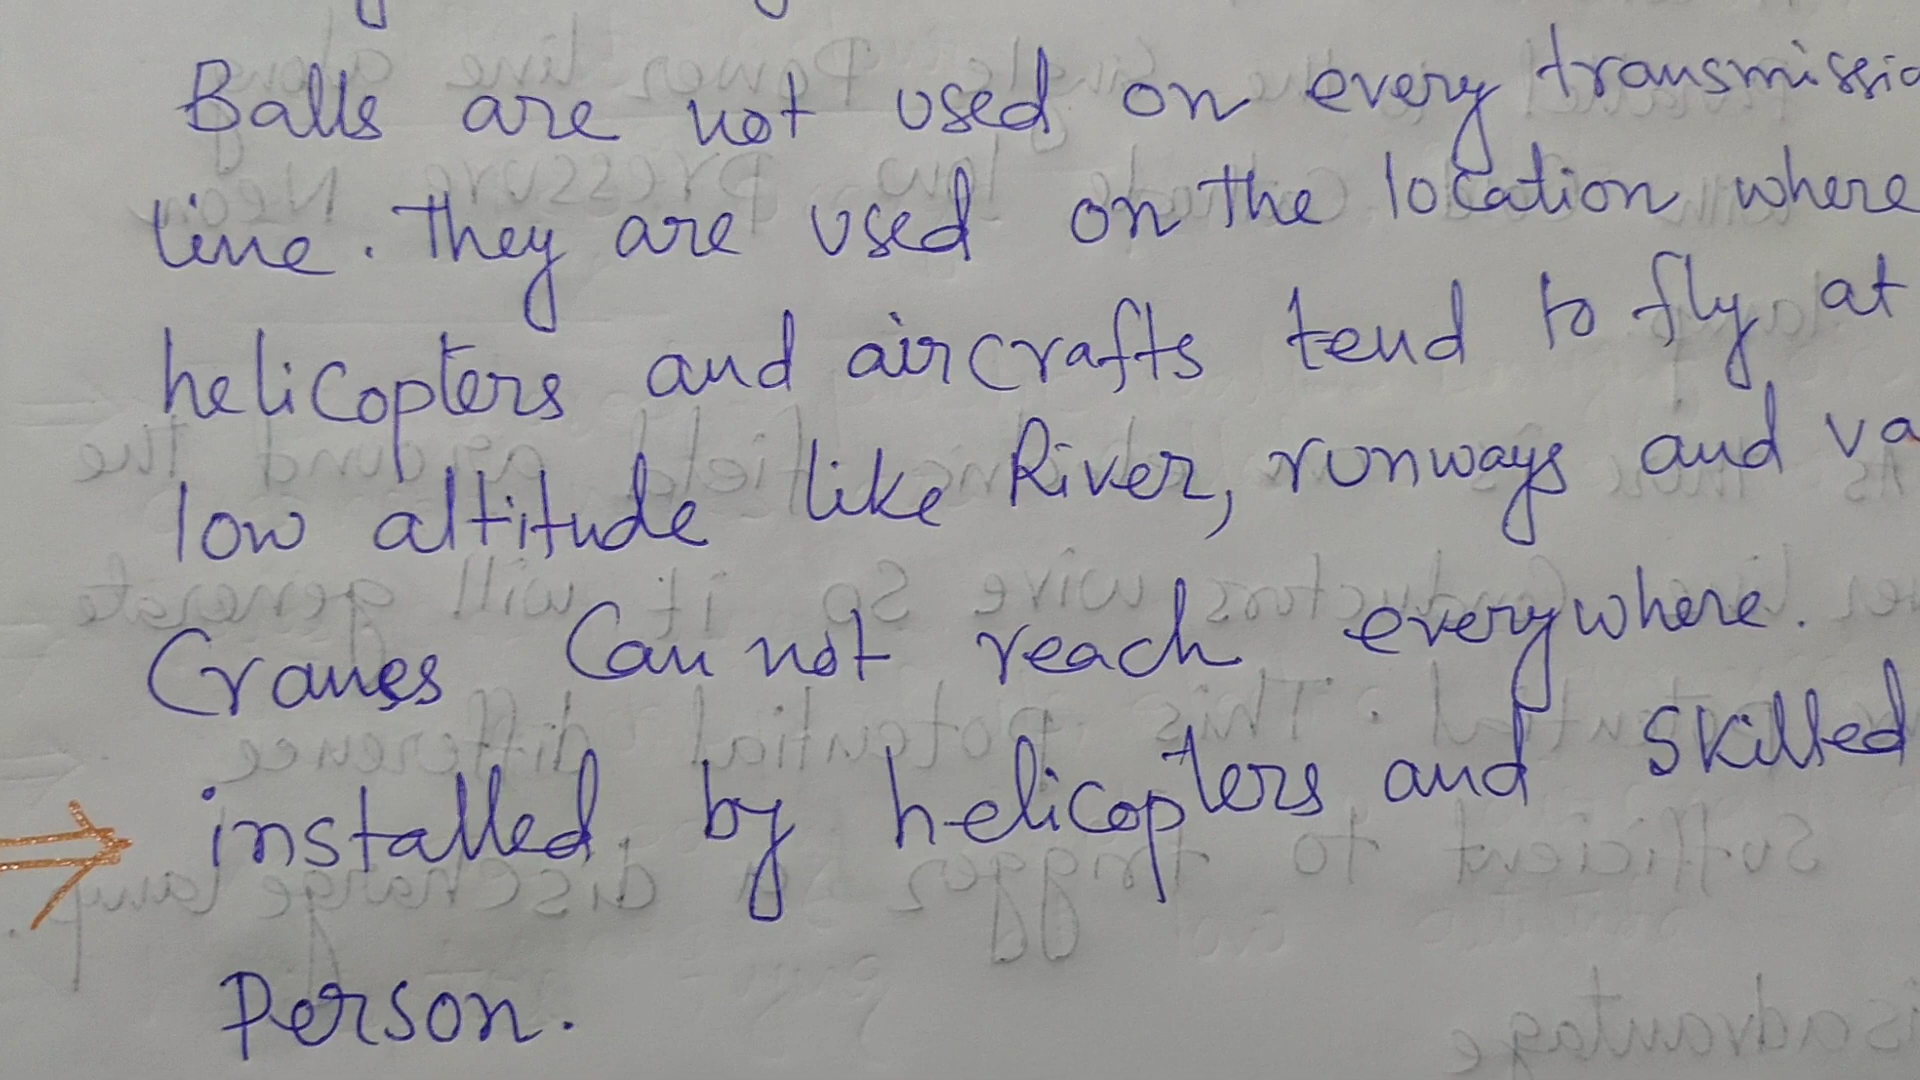 Balls are not used on every transmissio
line. They are used on the location where
helicopters and aircrafts tend to fly at
low altitude like River, runways and va
Cranes Can not reach everywhere.
installed by helicopters and skilled
Person.